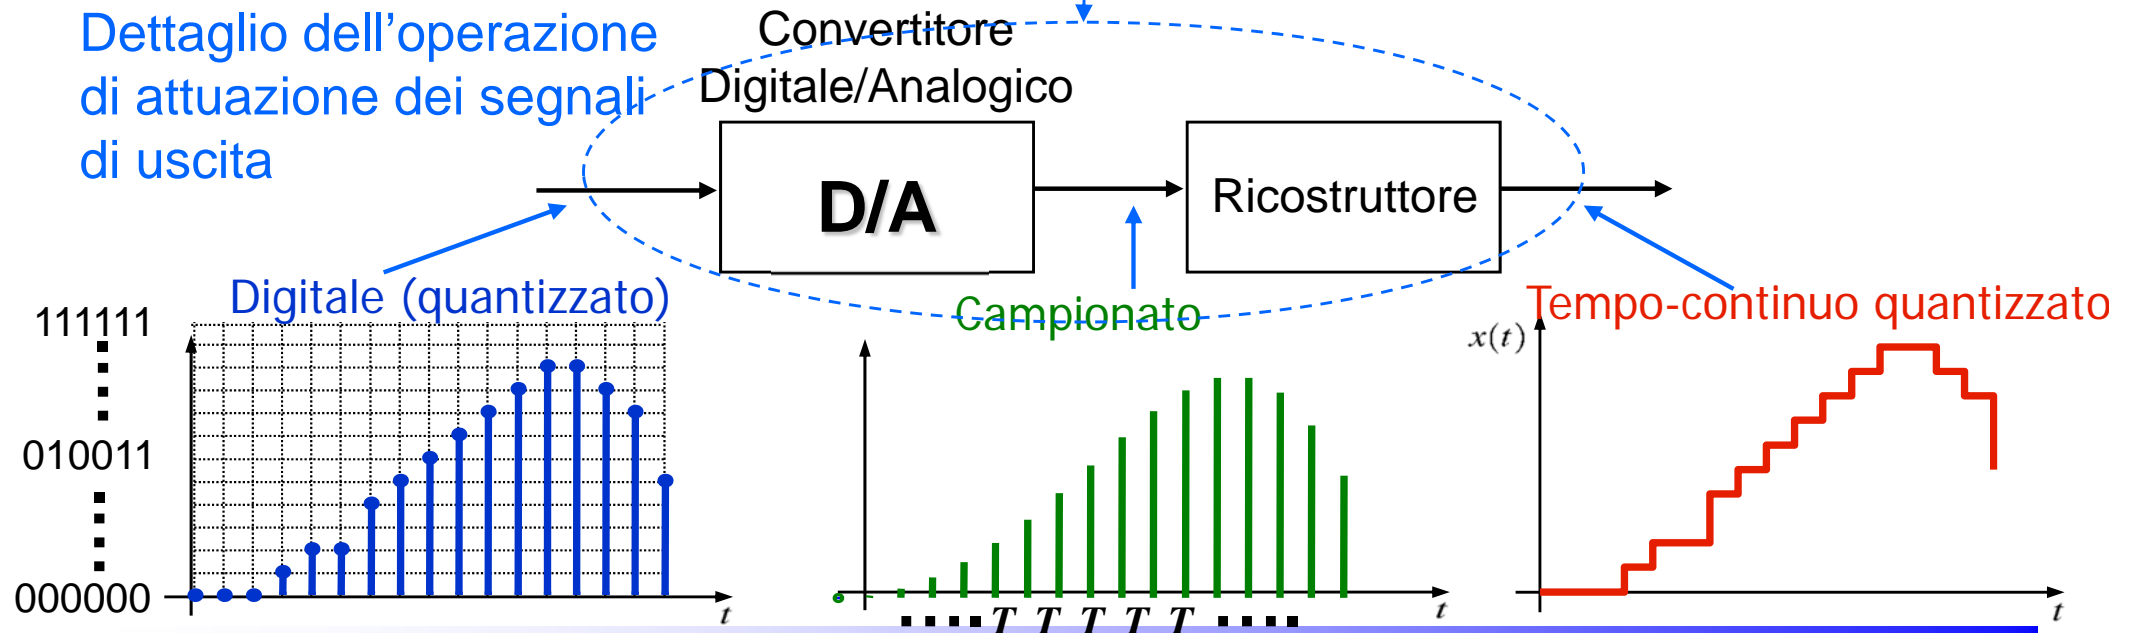 Dettaglio dell'operazione
di attuazione dei segnali
di uscita
Convertitore
Digitale/Analogico
D/A
Ricostruttore
Digitale (quantizzato)
Campionato
Tempo-continuo quantizzato
111111
010011
000000
t
T T T T T
t
x(t)
t